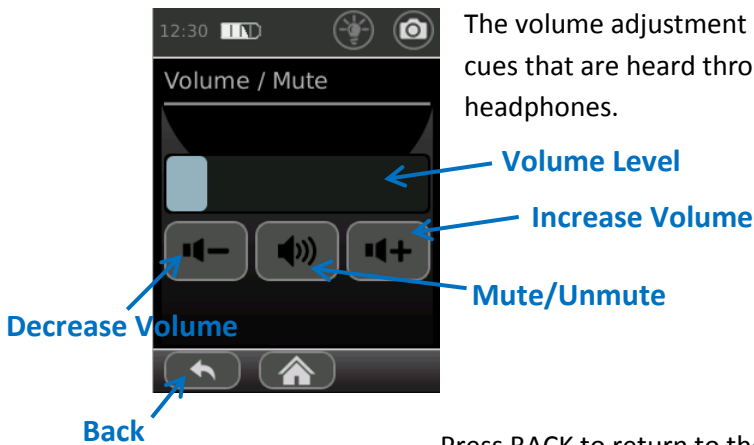 12:30
The volume adjustment
cues that are heard thro
headphones.
Volume / Mute
Volume Level
Increase Volume
Mute/Unmute
Decrease Volume
Back
Press BACK to return to th